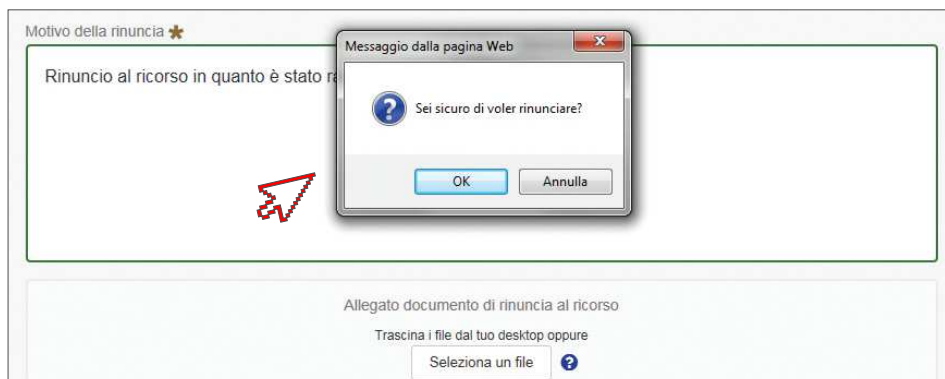 Motivo della rinuncia
Messaggio dalla pagina Web
Rinuncio al ricorso in quanto è stato
Sei sicuro di voler rinunciare?
OK Annulla
Allegato documento di rinuncia al ricorso
Trascina i file dal tuo desktop oppure
Seleziona un file ?